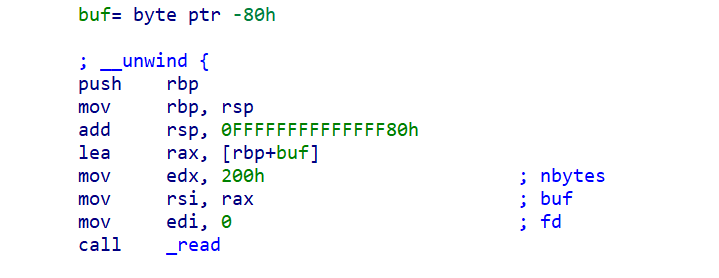 buf= byte ptr -80h
; __unwind {
push    rbp
mov     rbp, rsp
add     rsp, 0FFFFFFFFFFFFFF80h
lea     rax, [rbp+buf]
mov     edx, 200h                         ; nbytes
mov     rsi, rax                          ; buf
mov     edi, 0                            ; fd
call    _read